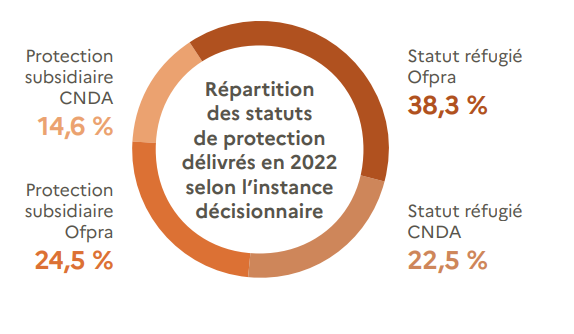 Répartition
des statuts
de protection
délivrés en 2022
selon l’instance
décisionnaire
Protection
subsidiaire
CNDA
14,6 %
Statut réfugié
Ofpra
38,3 %
Protection
subsidiaire
Ofpra
24,5 %
Statut réfugié
CNDA
22,5 %